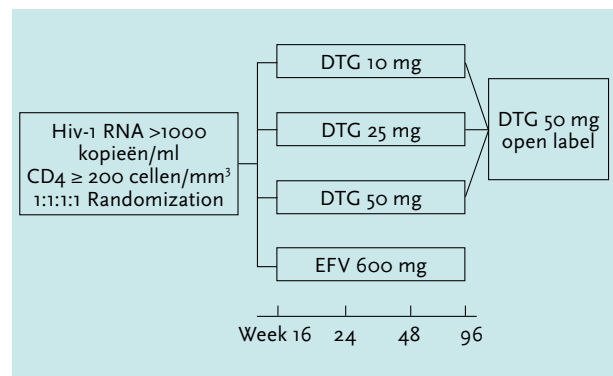 Hiv-1 RNA >1000
kopieën/ml
CD4 ≥ 200 cellen/mm³
1:1:1:1 Randomization
DTG 10 mg
DTG 25 mg
DTG 50 mg
EFV 600 mg
DTG 50 mg
open label
Week 16 24 48 96